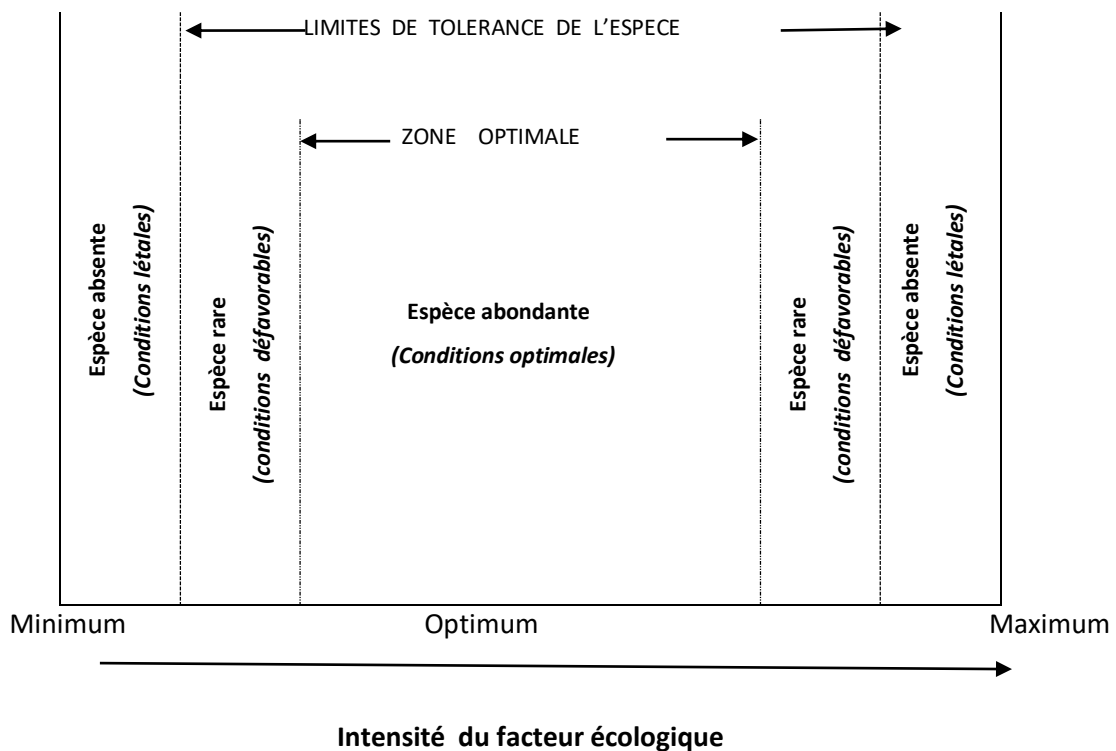 LIMITES DE TOLERANCE DE L'ESPECE
ZONE OPTIMALE
Espèce absente
(Conditions létales)
Espèce rare
(conditions défavorables)
Espèce abondante
(Conditions optimales)
Espèce rare
(conditions défavorables)
Espèce absente
(Conditions létales)
Minimum Optimum Maximum
Intensité du facteur écologique